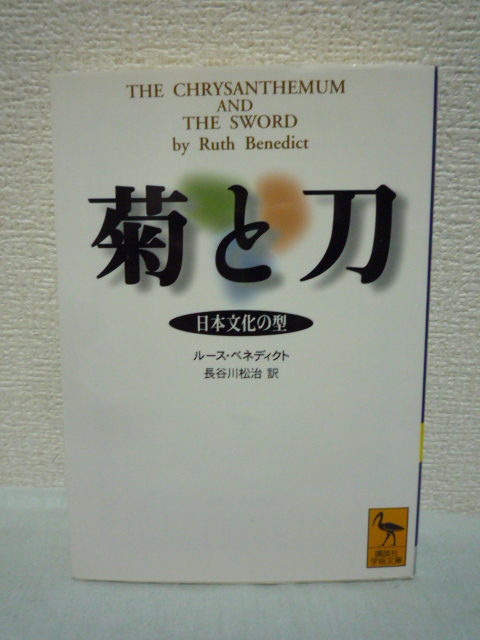 THE CHRYSANTHEMUM
AND
THE SWORD
by Ruth Benedict
菊と刀
日本文化の型
ルース・ベネディクト
長谷川松治 訳
講談社
学術文庫